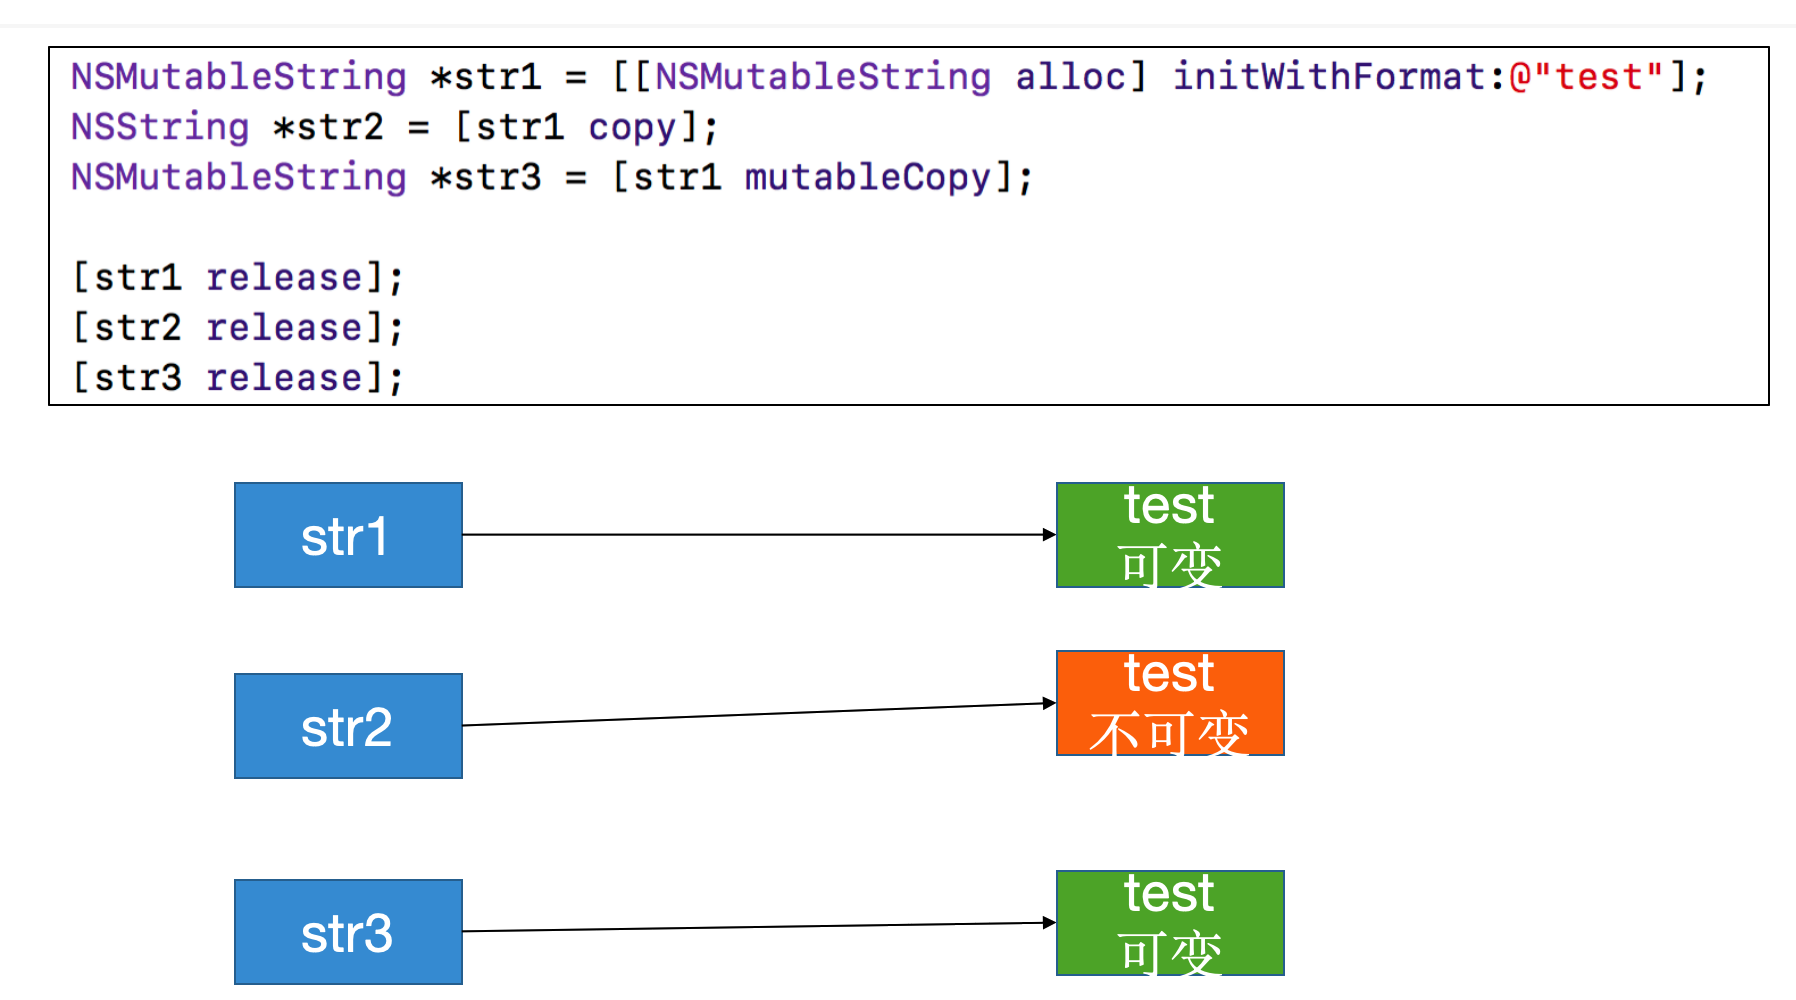 NSMutableString *str1 = [[NSMutableString alloc] initWithFormat:@"test"];
NSString *str2 = [str1 copy];
NSMutableString *str3 = [str1 mutableCopy];
[str1 release];
[str2 release];
[str3 release];
str1
test
可变
str2
test
不可变
str3
test
可变